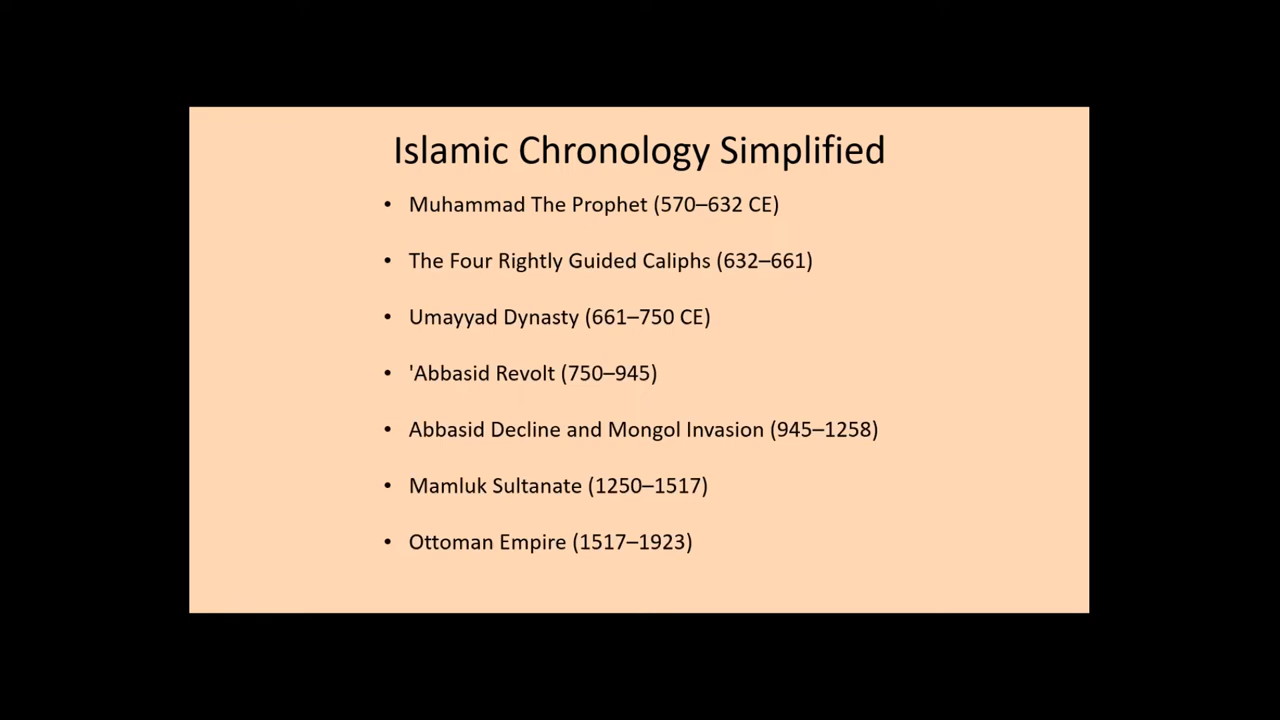 Islamic Chronology Simplified
• Muhammad The Prophet (570–632 CE)
• The Four Rightly Guided Caliphs (632–661)
• Umayyad Dynasty (661–750 CE)
• 'Abbasid Revolt (750–945)
• Abbasid Decline and Mongol Invasion (945–1258)
• Mamluk Sultanate (1250–1517)
• Ottoman Empire (1517–1923)